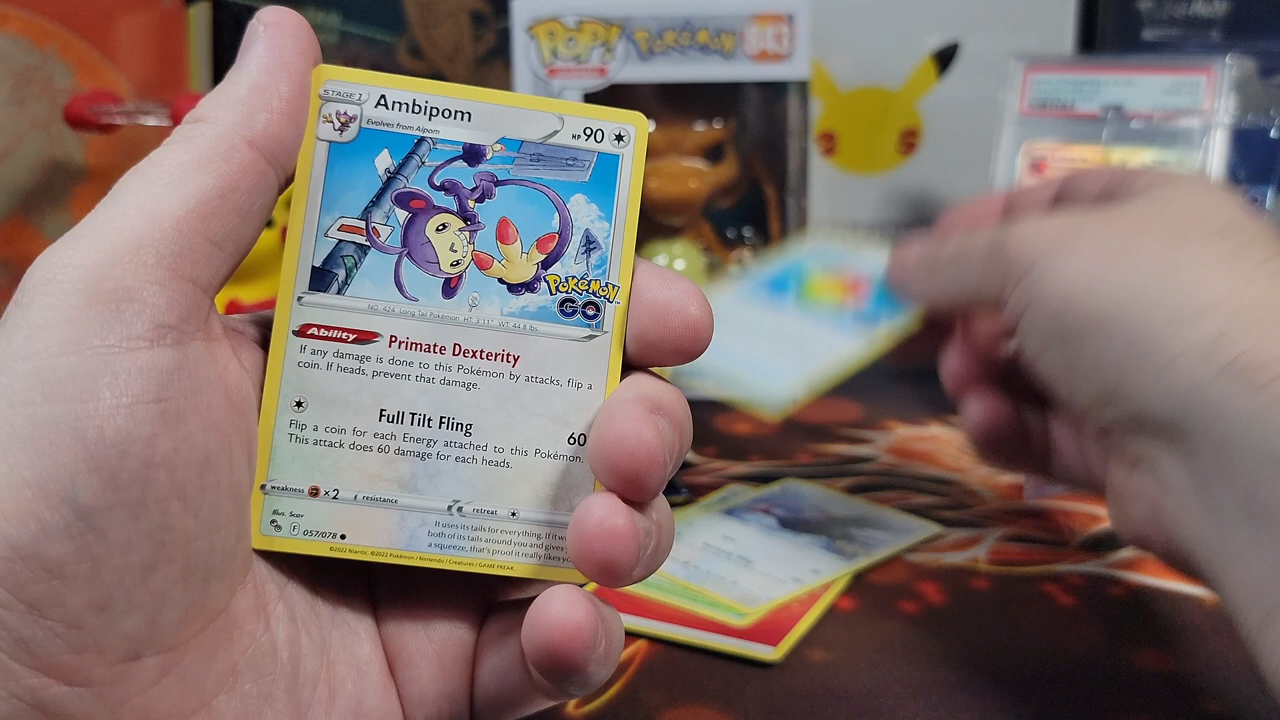 POP!
POKéMON
843
STAGE 1
Ambipom
Evolves from Aipom
HP 90
POKéMON
GO
NO. 424 Long Tail Pokémon HT: 3'11" WT: 44.8 lbs.
Ability Primate Dexterity
If any damage is done to this Pokémon by attacks, flip a
coin. If heads, prevent that damage.
Full Tilt Fling
60
Flip a coin for each Energy attached to this Pokémon.
This attack does 60 damage for each heads.
weakness ×2 resistance retreat
Illus. Scav
F 057/078
It uses its tails for everything. If it w
both of its tails around you and gives
a squeeze, that's proof it really likes yo
©2022 Niantic. ©2022 Pokémon / Nintendo / Creatures / GAME FREAK.